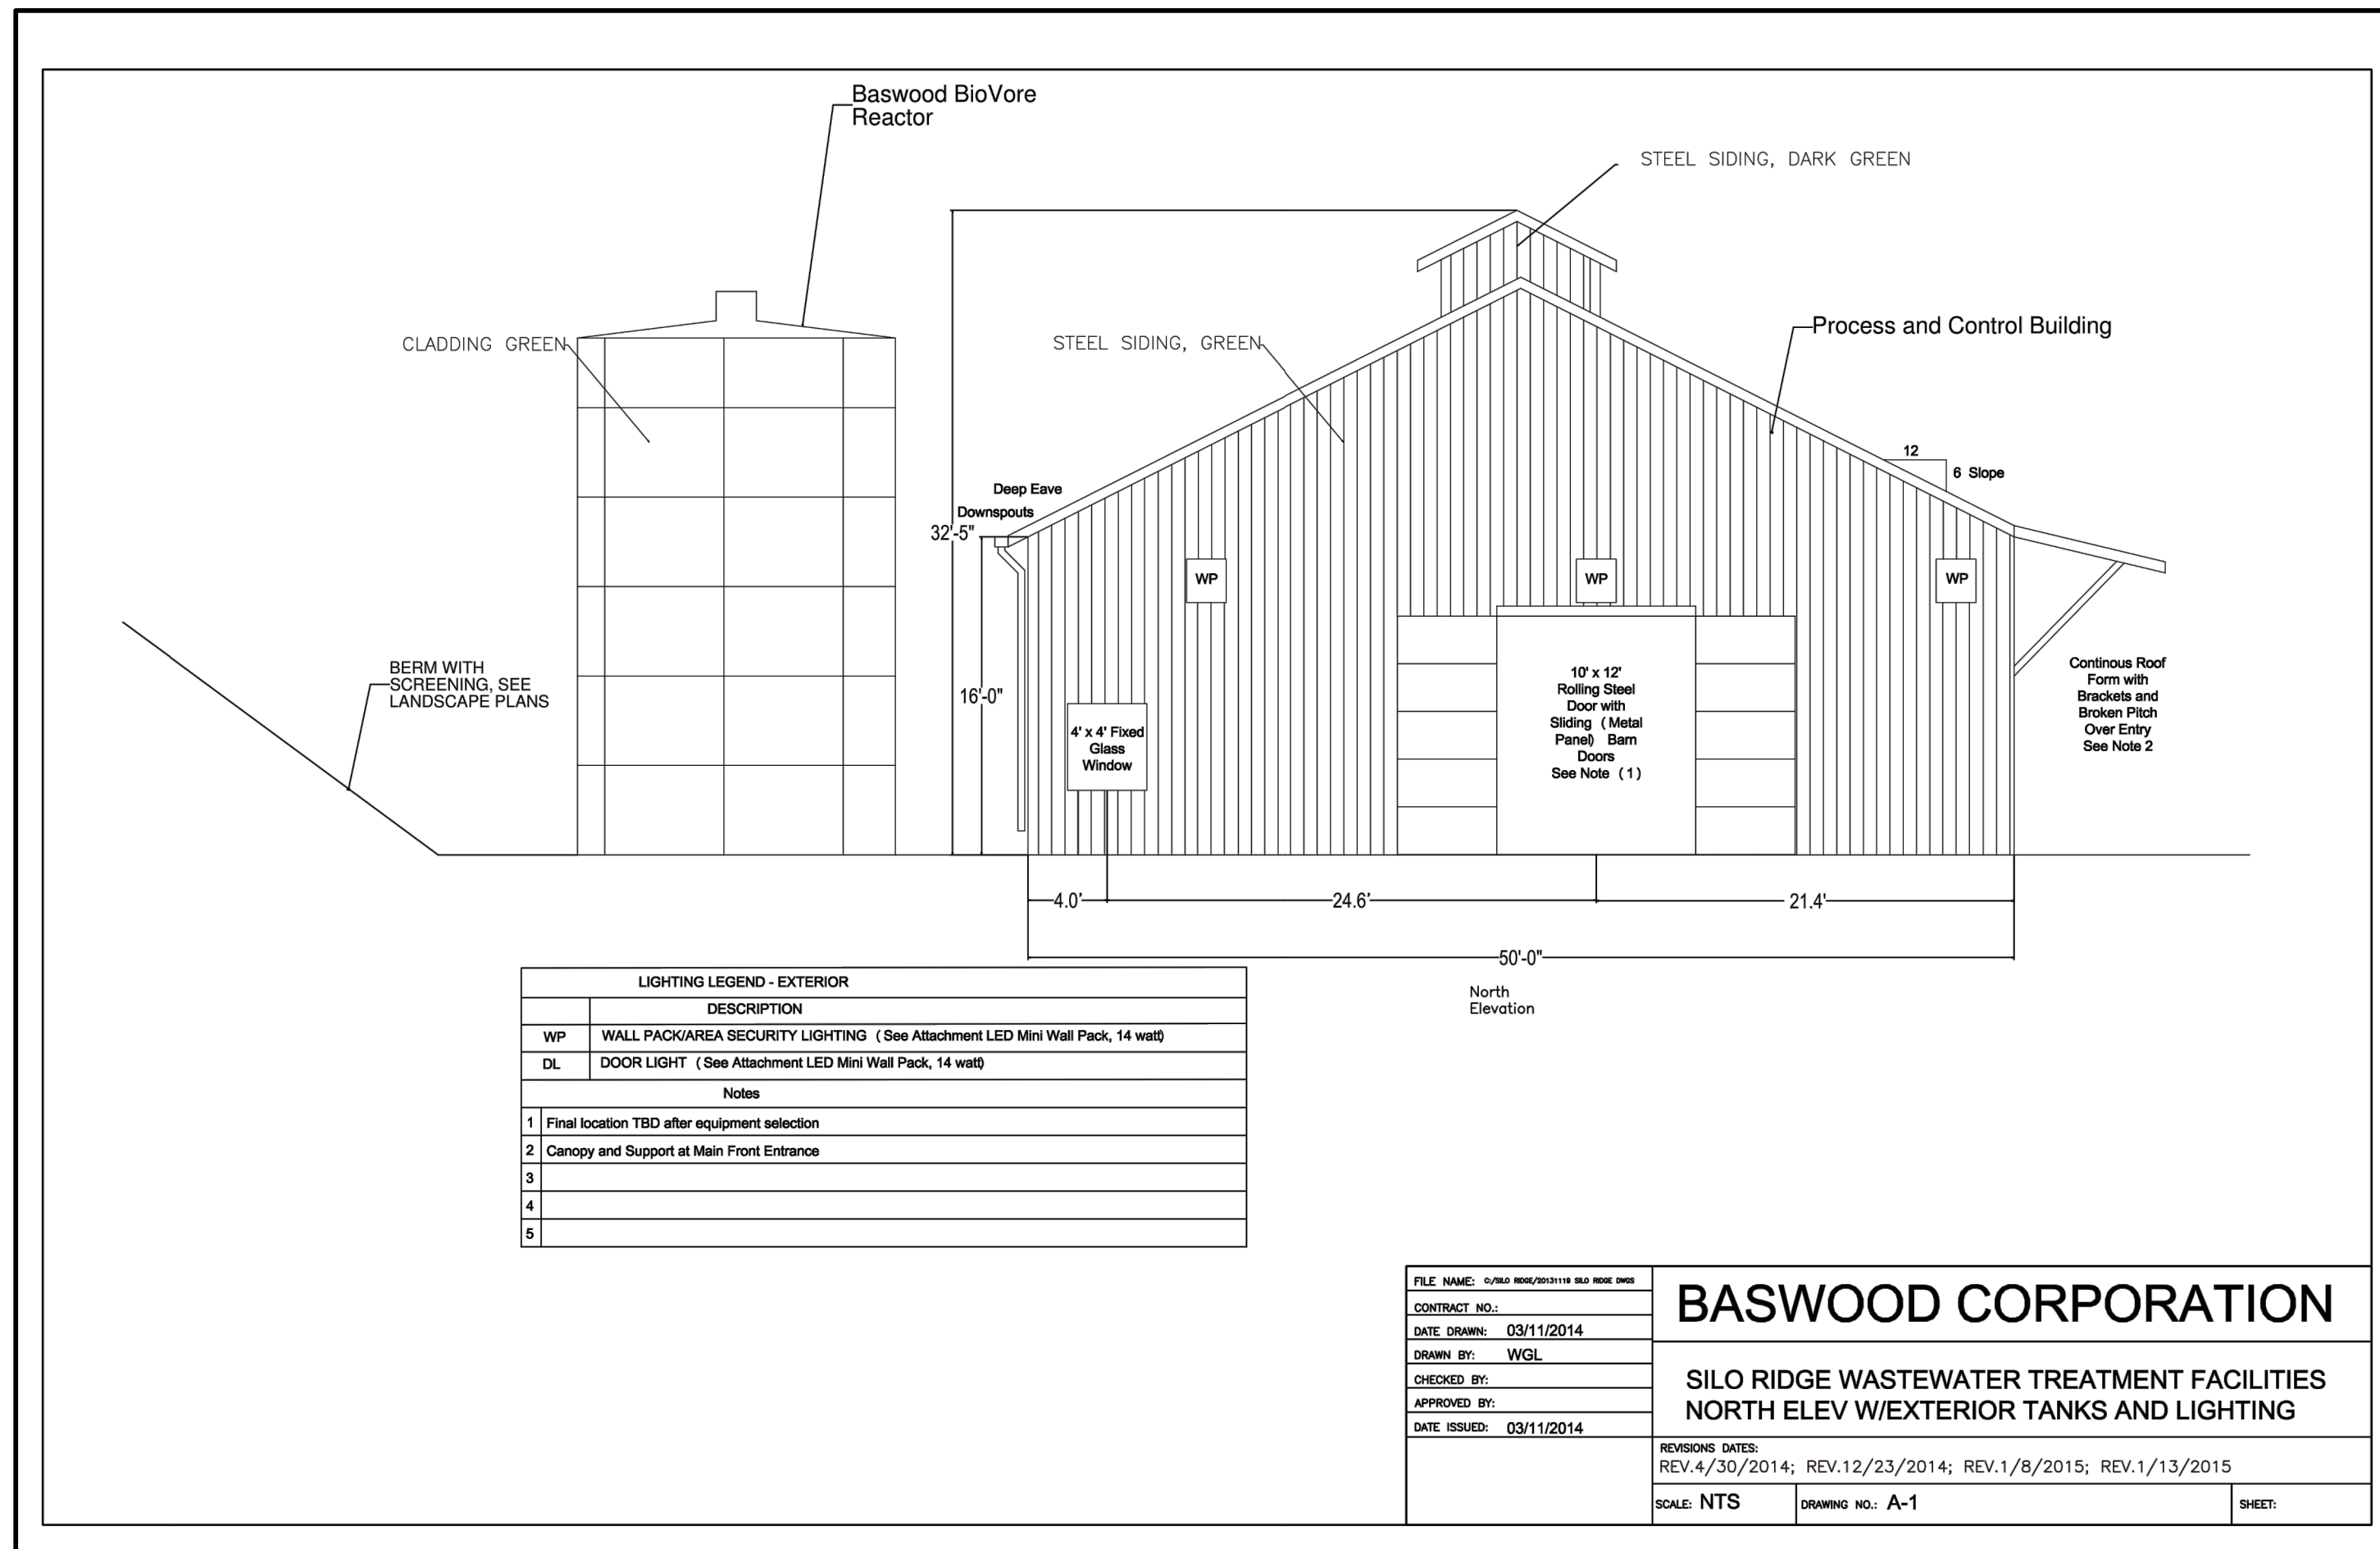 Baswood BioVore
Reactor
STEEL SIDING, DARK GREEN
CLADDING GREEN
STEEL SIDING, GREEN
Process and Control Building
12
6 Slope
Deep Eave
Downspouts
32'-5"
16'-0"
WP
WP
WP
BERM WITH
SCREENING, SEE
LANDSCAPE PLANS
4' x 4' Fixed
Glass
Window
10' x 12'
Rolling Steel
Door with
Sliding (Metal
Panel) Barn
Doors
See Note (1)
Continous Roof
Form with
Brackets and
Broken Pitch
Over Entry
See Note 2
4.0'
24.6'
21.4'
50'-0"
North
Elevation
LIGHTING LEGEND - EXTERIOR
DESCRIPTION
WP WALL PACK/AREA SECURITY LIGHTING (See Attachment LED Mini Wall Pack, 14 watt)
DL DOOR LIGHT (See Attachment LED Mini Wall Pack, 14 watt)
Notes
1 Final location TBD after equipment selection
2 Canopy and Support at Main Front Entrance
3
4
5
FILE NAME: C:/SILO RIDGE/20131119 SILO RIDGE DWGS
CONTRACT NO.:
DATE DRAWN: 03/11/2014
DRAWN BY: WGL
CHECKED BY:
APPROVED BY:
DATE ISSUED: 03/11/2014
BASWOOD CORPORATION
SILO RIDGE WASTEWATER TREATMENT FACILITIES
NORTH ELEV W/EXTERIOR TANKS AND LIGHTING
REVISIONS DATES:
REV.4/30/2014; REV.12/23/2014; REV.1/8/2015; REV.1/13/2015
SCALE: NTS
DRAWING NO.: A-1
SHEET: